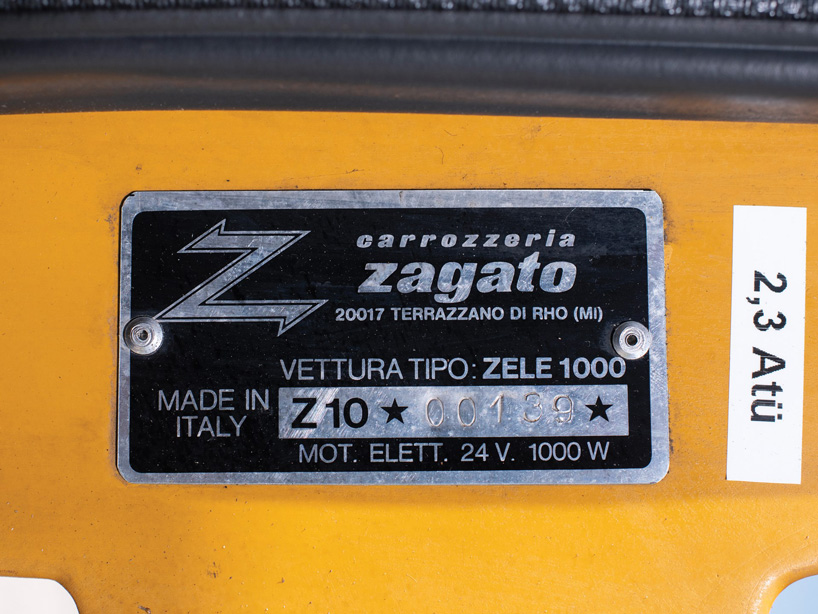 carrozzeria
zagato
20017 TERRAZZANO DI RHO (MI)
VETTURA TIPO: ZELE 1000
MADE IN
ITALY
Z10 ★ 00139 ★
MOT. ELETT. 24 V. 1000 W
2,3 Atü